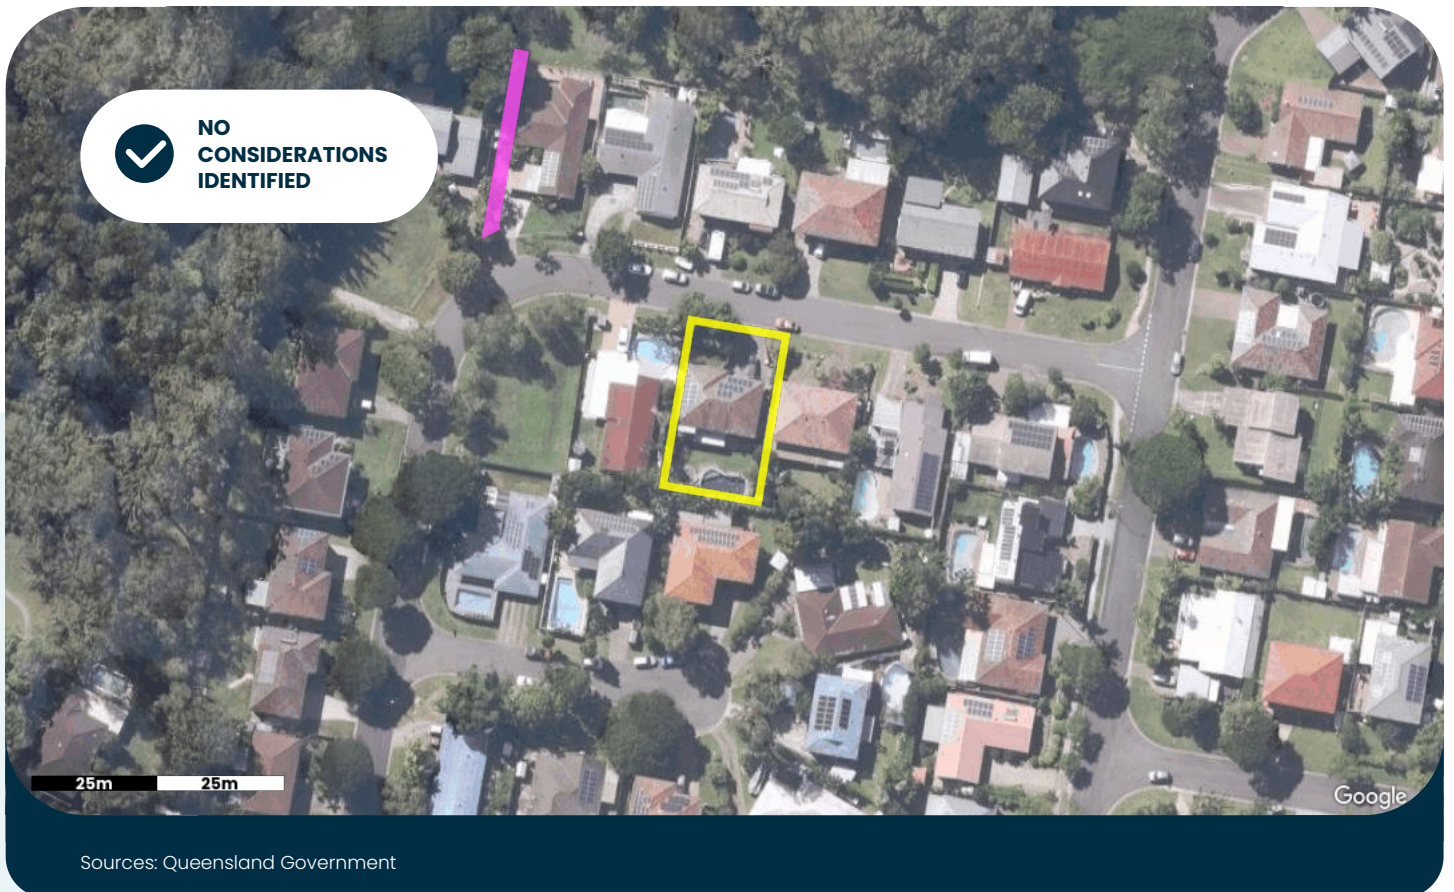 NO
CONSIDERATIONS
IDENTIFIED
25m 25m
Google
Sources: Queensland Government